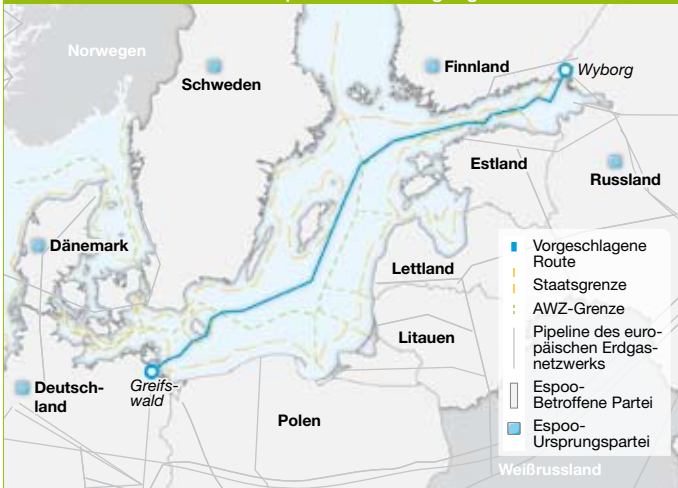 Norwegen
Schweden
Finnland
Wyborg
Estland
Russland
Dänemark
Lettland
Litauen
Deutsch-
land
Greifs-
wald
Polen
Weißrussland
Vorgeschlagene
Route
Staatsgrenze
AWZ-Grenze
Pipeline des euro-
päischen Erdgas-
netzwerks
Espoo-
Betroffene Partei
Espoo-
Ursprungspartei